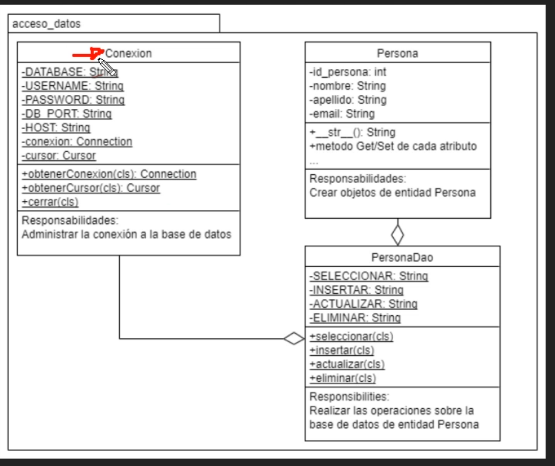 acceso_datos
Conexion
-DATABASE: String
-USERNAME: String
-PASSWORD: String
-DB_PORT: String
-HOST: String
-conexion: Connection
-cursor: Cursor
+obtenerConexion(cls): Connection
+obtenerCursor(cls): Cursor
+cerrar(cls)
Responsabilidades:
Administrar la conexión a la base de datos
Persona
-id_persona: int
-nombre: String
-apellido: String
-email: String
+__str__(): String
+metodo Get/Set de cada atributo
...
Responsabilidades:
Crear objetos de entidad Persona
PersonaDao
-SELECCIONAR: String
-INSERTAR: String
-ACTUALIZAR: String
-ELIMINAR: String
+seleccionar(cls)
+insertar(cls)
+actualizar(cls)
+eliminar(cls)
Responsibilities:
Realizar las operaciones sobre la
base de datos de entidad Persona